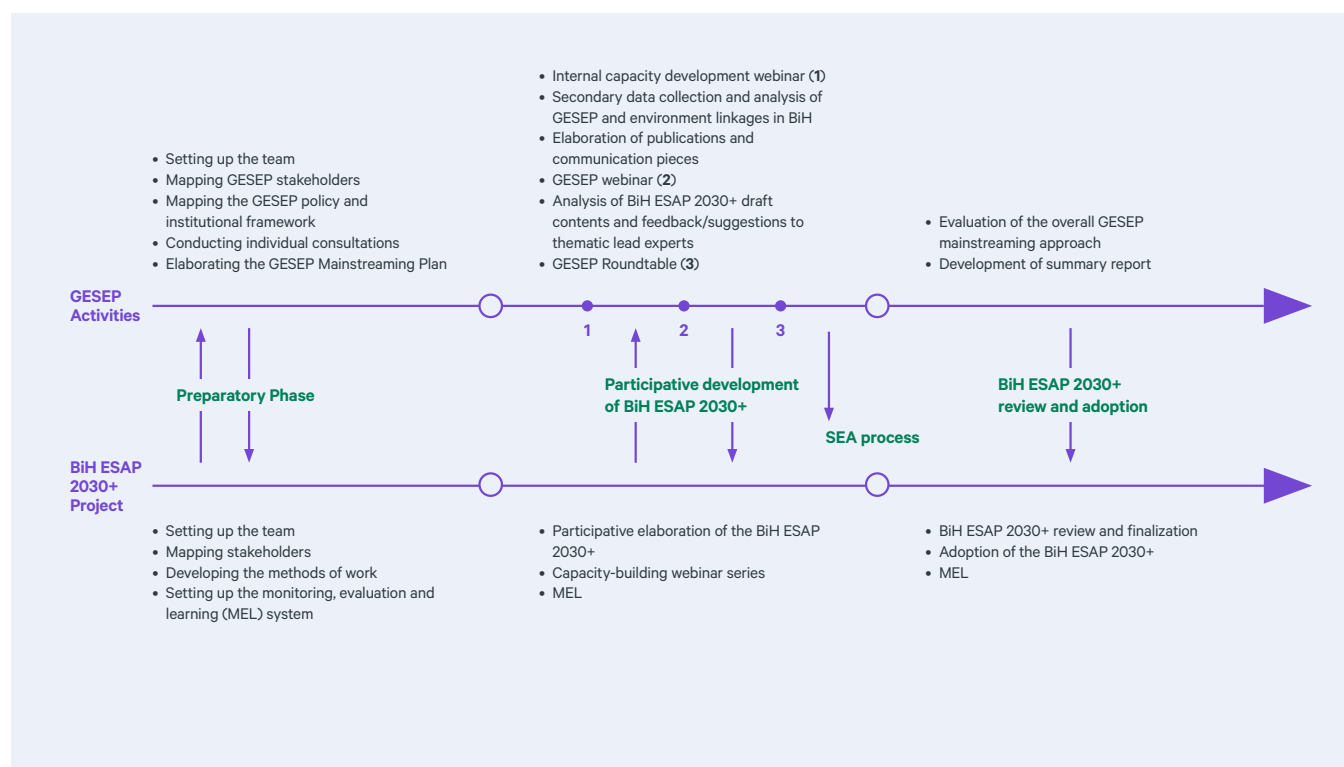 • Setting up the team
• Mapping GESEP stakeholders
• Mapping the GESEP policy and
institutional framework
• Conducting individual consultations
• Elaborating the GESEP Mainstreaming Plan
• Internal capacity development webinar (1)
• Secondary data collection and analysis of
GESEP and environment linkages in BiH
• Elaboration of publications and
communication pieces
• GESEP webinar (2)
• Analysis of BiH ESAP 2030+ draft
contents and feedback/suggestions to
thematic lead experts
• GESEP Roundtable (3)
• Evaluation of the overall GESEP
mainstreaming approach
• Development of summary report
GESEP
Activities
1
2
3
Preparatory Phase
Participative development
of BiH ESAP 2030+
SEA process
BiH ESAP 2030+
review and adoption
BiH ESAP
2030+
Project
• Setting up the team
• Mapping stakeholders
• Developing the methods of work
• Setting up the monitoring, evaluation and
learning (MEL) system
• Participative elaboration of the BiH ESAP
2030+
• Capacity-building webinar series
• MEL
• BiH ESAP 2030+ review and finalization
• Adoption of the BiH ESAP 2030+
• MEL